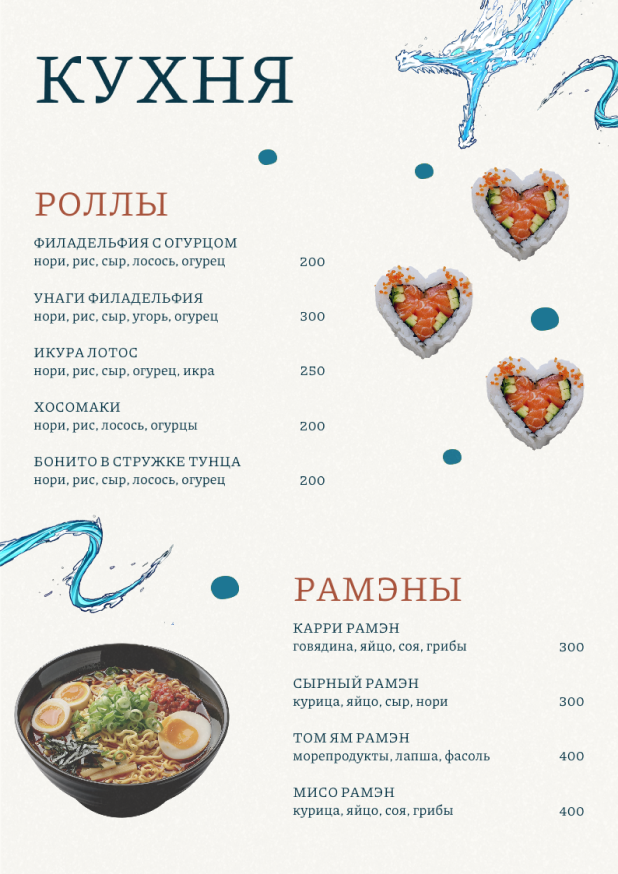 КУХНЯ
РОЛЛЫ
ФИЛАДЕЛЬФИЯ С ОГУРЦОМ
нори, рис, сыр, лосось, огурец 200
УНАГИ ФИЛАДЕЛЬФИЯ
нори, рис, сыр, угорь, огурец 300
ИКУРА ЛОТОС
нори, рис, сыр, огурец, икра 250
ХОСОМАКИ
нори, рис, лосось, огурцы 200
БОНИТО В СТРУЖКЕ ТУНЦА
нори, рис, сыр, лосось, огурец 200
РАМЭНЫ
КАРРИ РАМЭН
говядина, яйцо, соя, грибы 300
СЫРНЫЙ РАМЭН
курица, яйцо, сыр, нори 300
ТОМ ЯМ РАМЭН
морепродукты, лапша, фасоль 400
МИСО РАМЭН
курица, яйцо, соя, грибы 400